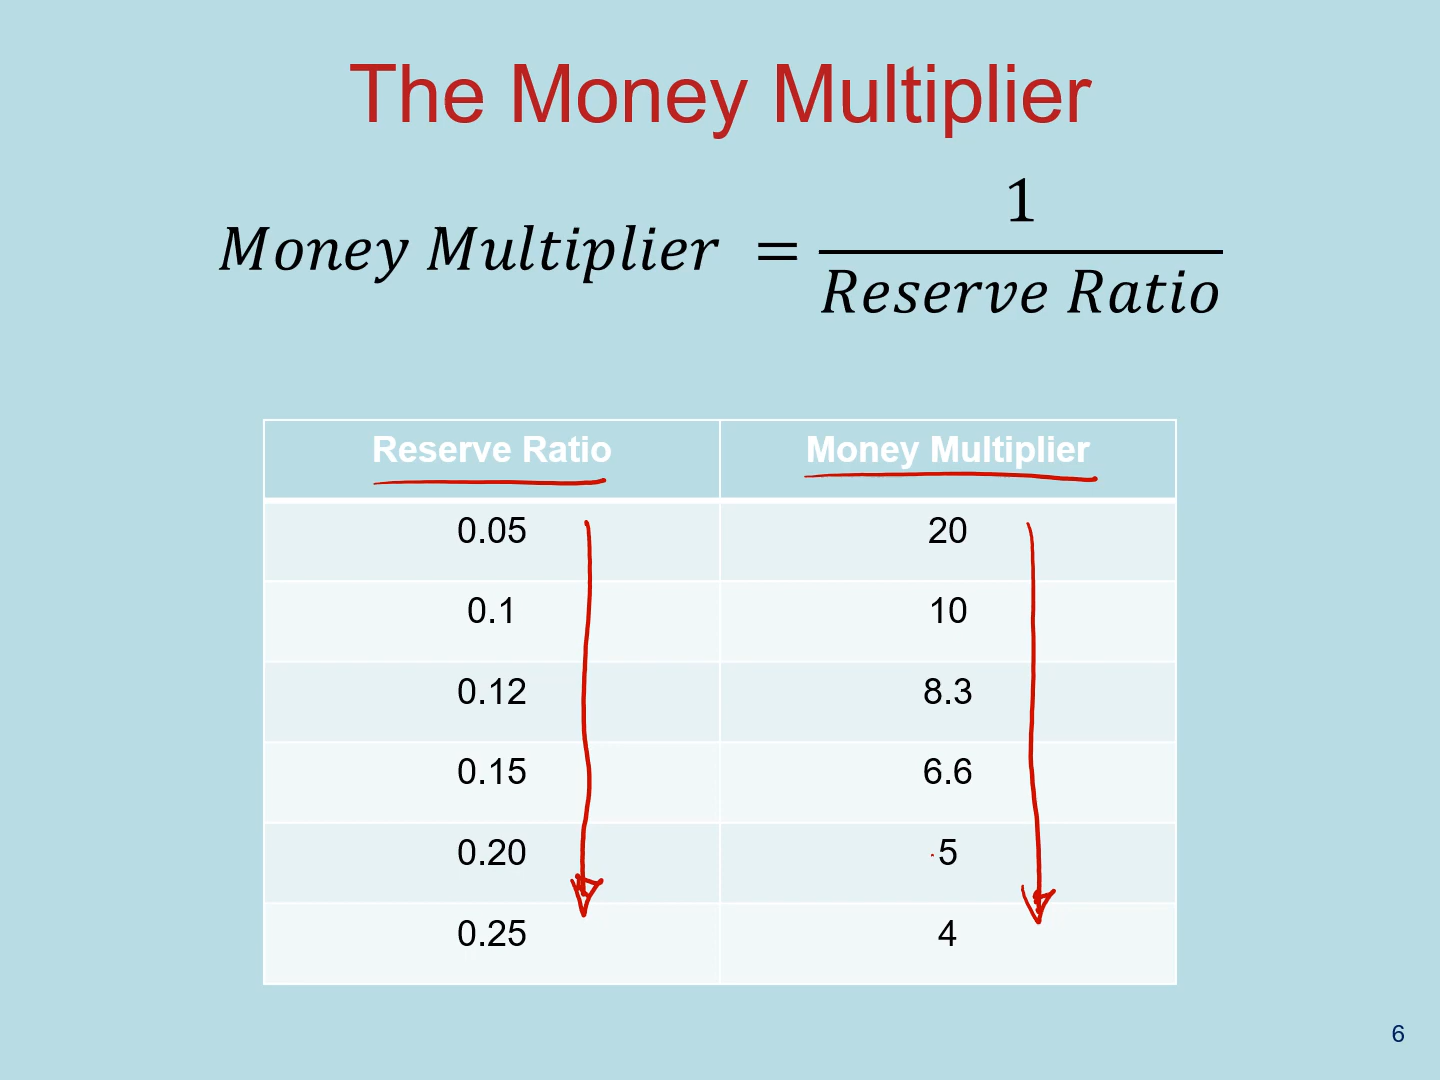 The Money Multiplier
Money Multiplier = 1 / Reserve Ratio
Reserve Ratio Money Multiplier
0.05 20
0.1 10
0.12 8.3
0.15 6.6
0.20 5
0.25 4
6